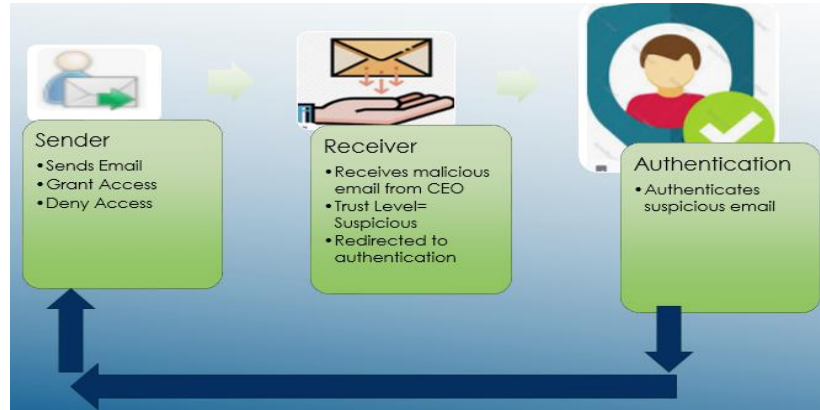 Sender
•Sends Email
•Grant Access
•Deny Access
Receiver
•Receives malicious
email from CEO
•Trust Level=
Suspicious
•Redirected to
authentication
Authentication
•Authenticates
suspicious email